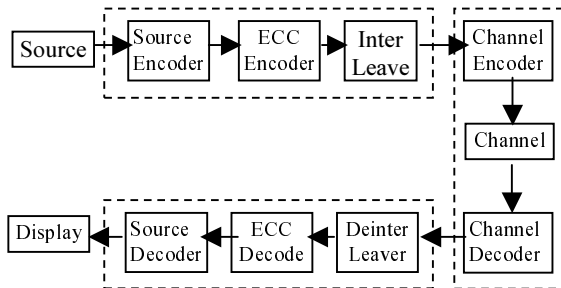 Source
Source
Encoder
ECC
Encoder
Inter
Leave
Channel
Encoder
Channel
Display
Source
Decoder
ECC
Decode
Deinter
Leaver
Channel
Decoder